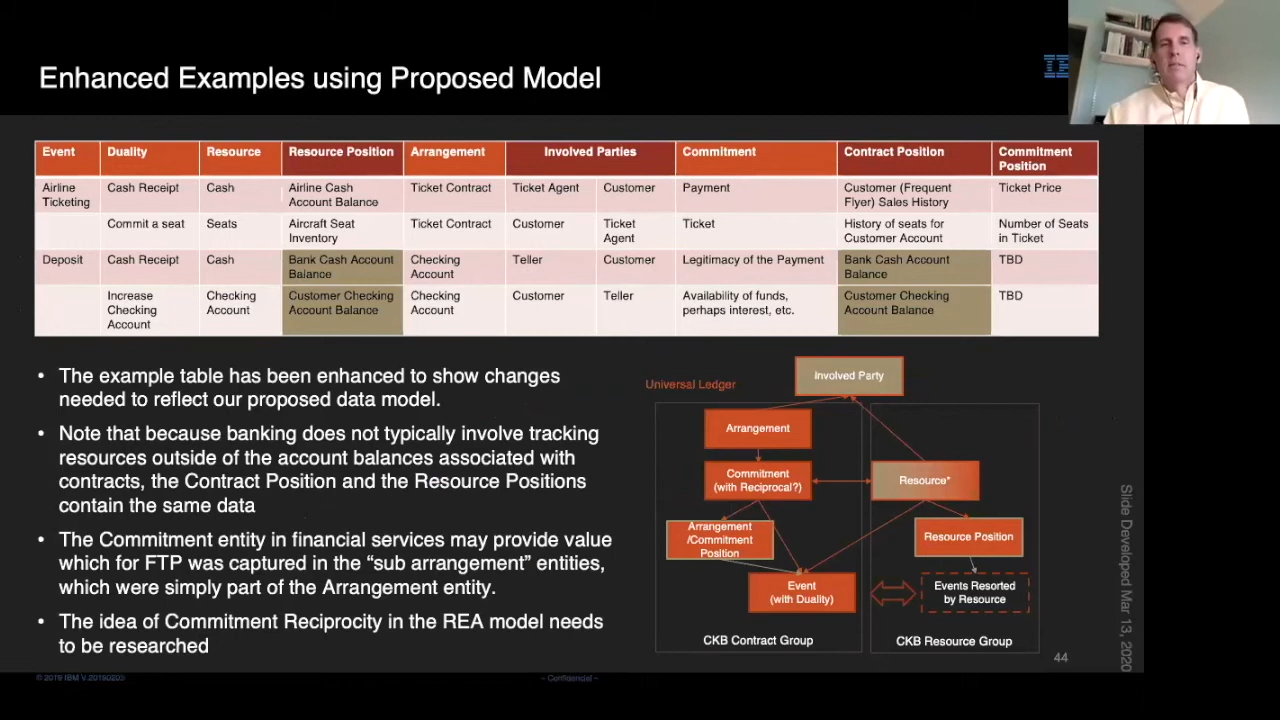 Enhanced Examples using Proposed Model
Event Duality Resource Resource Position Arrangement Involved Parties Commitment Contract Position Commitment
Position
Airline Cash Receipt Cash Airline Cash Ticket Contract Ticket Agent Customer Payment Customer (Frequent Ticket Price
Ticketing Account Balance Flyer) Sales History
Commit a seat Seats Aircraft Seat Ticket Contract Customer Ticket Ticket History of seats for Number of Seats
Inventory Agent Customer Account in Ticket
Deposit Cash Receipt Cash Bank Cash Account Checking Teller Customer Legitimacy of the Payment Bank Cash Account TBD
Balance Account Balance
Increase Checking Customer Checking Checking Customer Teller Availability of funds, Customer Checking TBD
Checking Account Account Balance Account perhaps interest, etc. Account Balance
Account
• The example table has been enhanced to show changes
needed to reflect our proposed data model.
• Note that because banking does not typically involve tracking
resources outside of the account balances associated with
contracts, the Contract Position and the Resource Positions
contain the same data
• The Commitment entity in financial services may provide value
which for FTP was captured in the “sub arrangement” entities,
which were simply part of the Arrangement entity.
• The idea of Commitment Reciprocity in the REA model needs
to be researched
Universal Ledger
Involved Party
Arrangement
Commitment
(with Reciprocal?)
Resource*
Arrangement
/Commitment
Position
Resource Position
Event
(with Duality)
Events Resorted
by Resource
CKB Contract Group
CKB Resource Group
44
Slide Developed Mar 13, 2020
© 2019 IBM V.20190203
– Confidential –